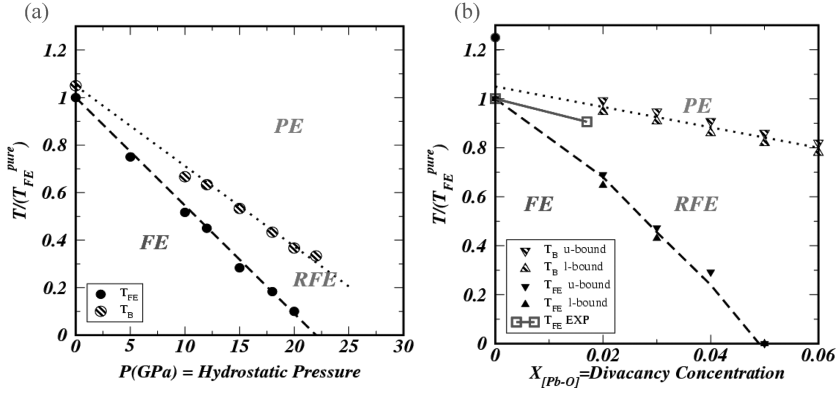 (a)
1.2
1
0.8
0.6
0.4
0.2
0
T/(T_FE^pure)
PE
FE
RFE
T_FE
T_B
0 5 10 15 20 25 30
P(GPa) = Hydrostatic Pressure
(b)
1.2
1
0.8
0.6
0.4
0.2
0
T/(T_FE^pure)
PE
FE
RFE
T_B u-bound
T_B l-bound
T_FE u-bound
T_FE l-bound
T_FE EXP
0 0.02 0.04 0.06
X_[Pb-O]=Divacancy Concentration